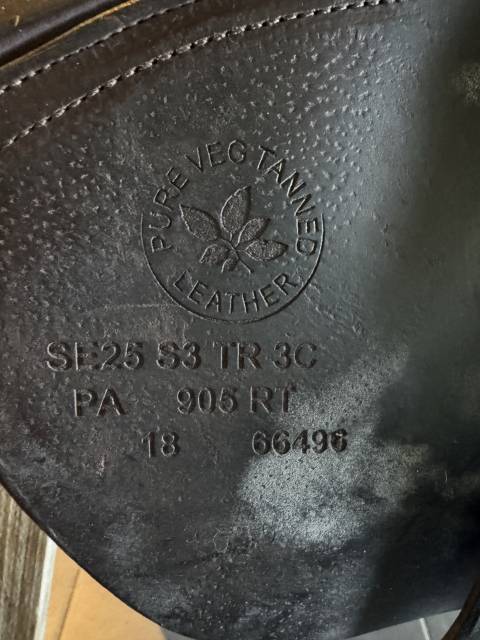 PURE VEG TANNED
LEATHER
SE25 S3 TR 3C
PA 905 RT
18 66496